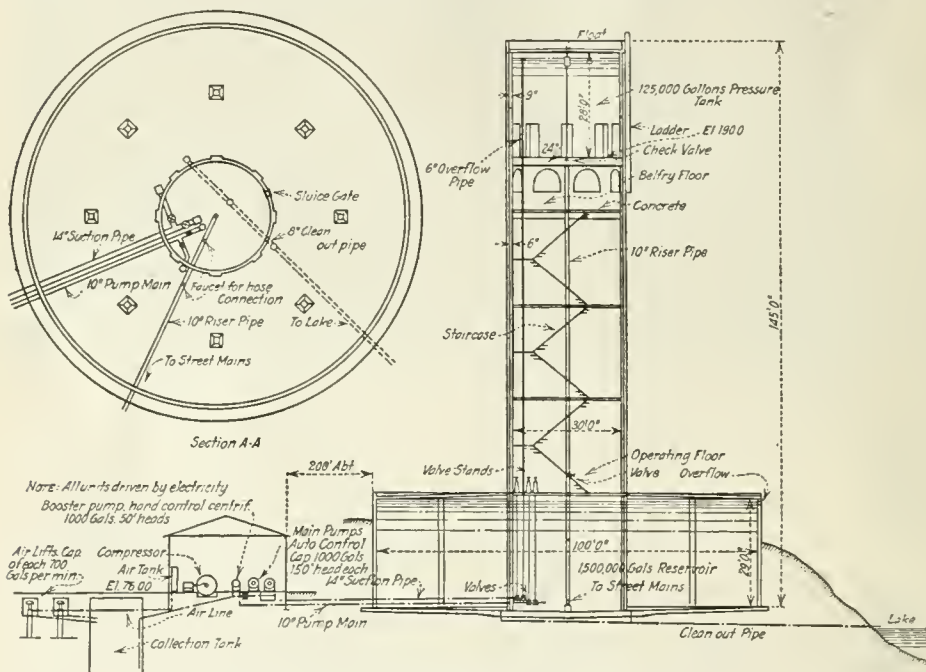 Sluice Gate
8" Clean
out pipe
14" Suction Pipe
10" Pump Main
Faucet for hose
Connection
10" Riser Pipe
To Lake
To Street Mains
Section A-A
Float
9"
28'0"
125,000 Gallons Pressure
Tank
24"
Ladder El 190.0
Check Valve
6" Overflow
Pipe
Belfry Floor
Concrete
6"
10" Riser Pipe
Staircase
145'0"
30'0"
Operating Floor
Valve Stands
Valve
Overflow
200' Abt.
NOTE: All units driven by electricity
Booster pump, hand control centrif.
1000 Gals. 50' heads
Main Pumps
Auto Control
Cap 1000 Gals
150' head each
Air Lifts, Cap.
of each 700
Gals per min.
Compressor
Air Tank
El. 76.00
14" Suction Pipe
10" Pump Main
Air Line
Collection Tank
100'0"
1,500,000 Gals Reservoir
To Street Mains
Valves
Clean out Pipe
Lake